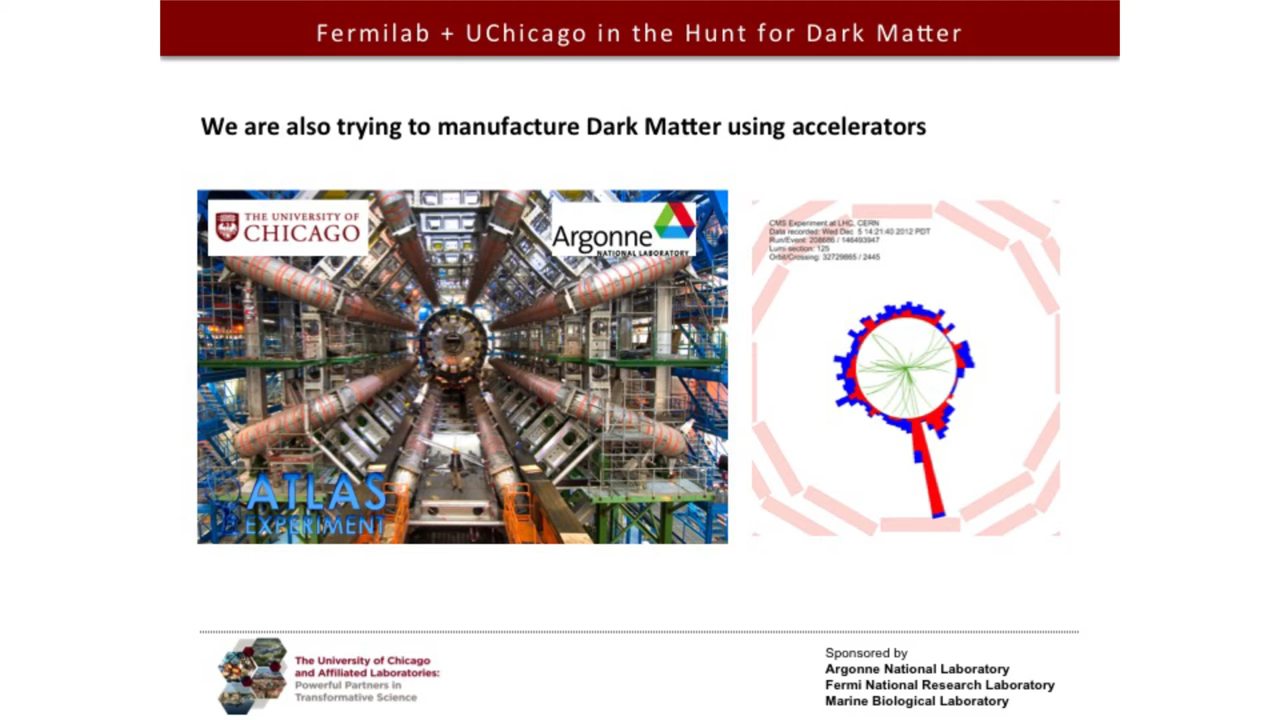 Fermilab + UChicago in the Hunt for Dark Matter
We are also trying to manufacture Dark Matter using accelerators
THE UNIVERSITY OF
CHICAGO
Argonne
NATIONAL LABORATORY
ATLAS
EXPERIMENT
CMS Experiment at LHC, CERN
Data recorded: Wed Dec 5 14:21:40 2012 PDT
Run/Event: 208686 / 146493947
Lumi section: 125
Orbit/Crossing: 32729865 / 2445
The University of Chicago
and Affiliated Laboratories:
Powerful Partners in
Transformative Science
Sponsored by
Argonne National Laboratory
Fermi National Research Laboratory
Marine Biological Laboratory